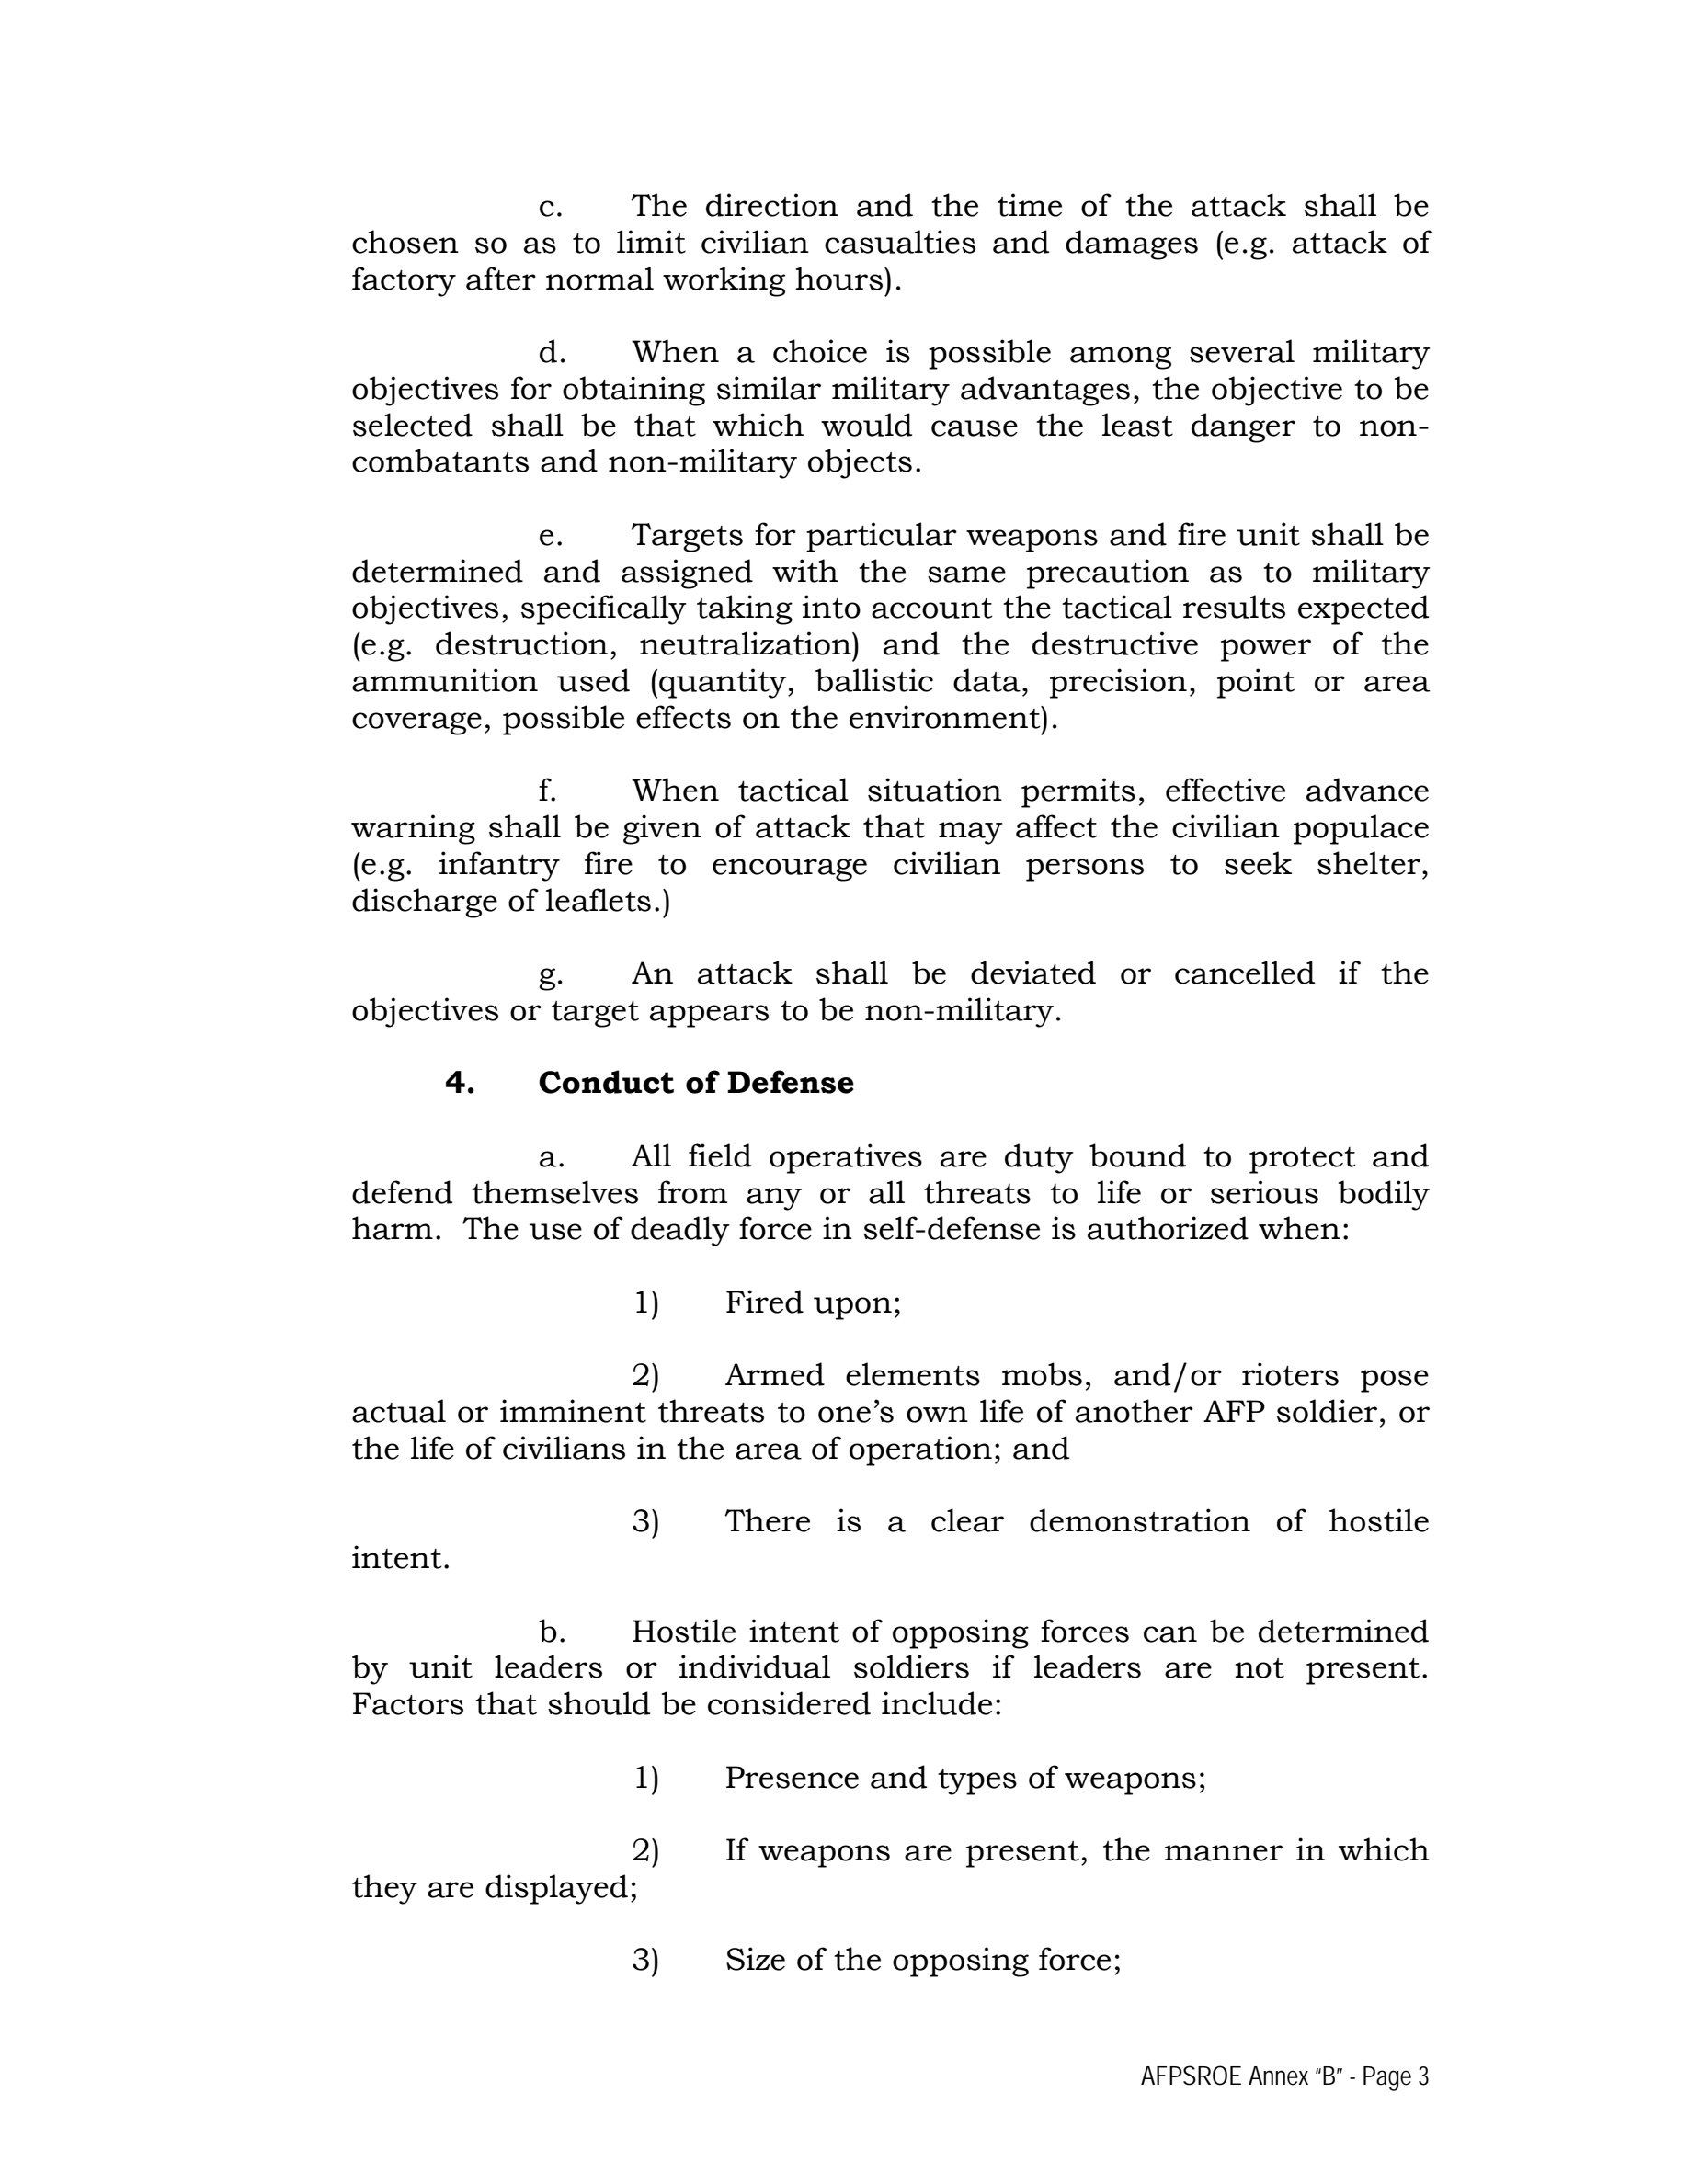 c. The direction and the time of the attack shall be
chosen so as to limit civilian casualties and damages (e.g. attack of
factory after normal working hours).
d. When a choice is possible among several military
objectives for obtaining similar military advantages, the objective to be
selected shall be that which would cause the least danger to non-
combatants and non-military objects.
e. Targets for particular weapons and fire unit shall be
determined and assigned with the same precaution as to military
objectives, specifically taking into account the tactical results expected
(e.g. destruction, neutralization) and the destructive power of the
ammunition used (quantity, ballistic data, precision, point or area
coverage, possible effects on the environment).
f. When tactical situation permits, effective advance
warning shall be given of attack that may affect the civilian populace
(e.g. infantry fire to encourage civilian persons to seek shelter,
discharge of leaflets.)
g. An attack shall be deviated or cancelled if the
objectives or target appears to be non-military.
4. Conduct of Defense
a. All field operatives are duty bound to protect and
defend themselves from any or all threats to life or serious bodily
harm. The use of deadly force in self-defense is authorized when:
1) Fired upon;
2) Armed elements mobs, and/or rioters pose
actual or imminent threats to one’s own life of another AFP soldier, or
the life of civilians in the area of operation; and
3) There is a clear demonstration of hostile
intent.
b. Hostile intent of opposing forces can be determined
by unit leaders or individual soldiers if leaders are not present.
Factors that should be considered include:
1) Presence and types of weapons;
2) If weapons are present, the manner in which
they are displayed;
3) Size of the opposing force;
AFPSROE Annex “B” - Page 3